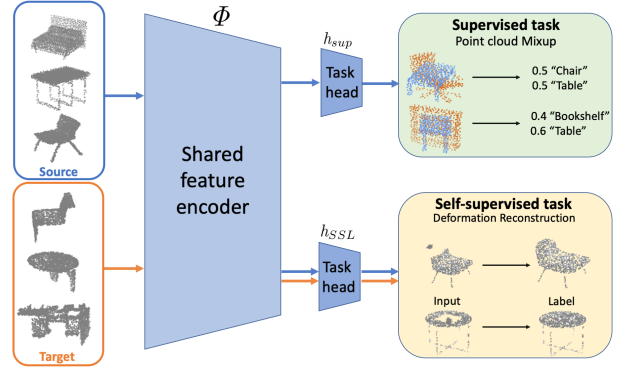 Φ
Source
Target
Shared
feature
encoder
h_sup
Task
head
h_SSL
Task
head
Supervised task
Point cloud Mixup
0.5 “Chair”
0.5 “Table”
0.4 “Bookshelf”
0.6 “Table”
Self-supervised task
Deformation Reconstruction
Input
Label